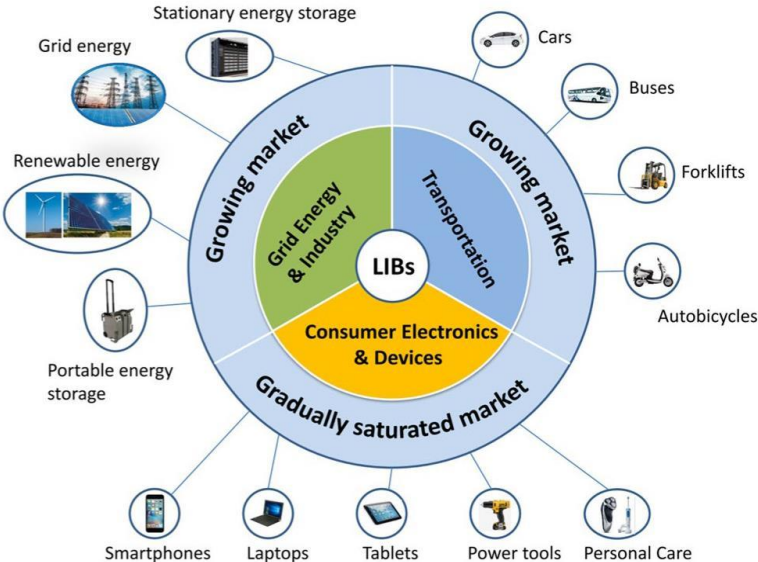 Stationary energy storage
Grid energy
Cars
Buses
Growing market
Growing market
Renewable energy
Forklifts
Grid Energy
& Industry
Transportation
LIBs
Autobicycles
Consumer Electronics
& Devices
Portable energy
storage
Gradually saturated market
Smartphones
Laptops
Tablets
Power tools
Personal Care